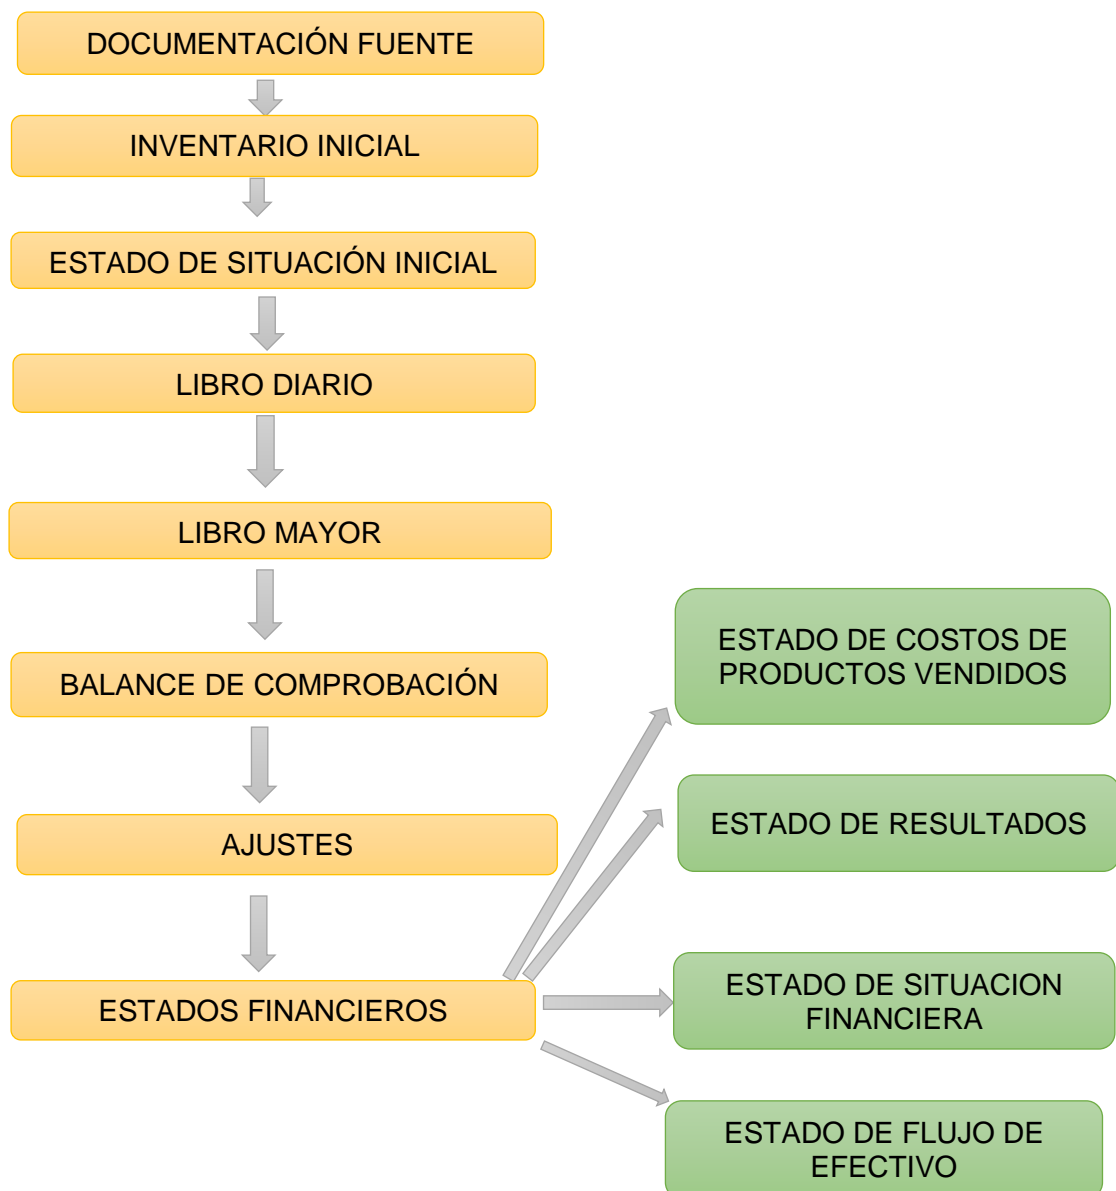 DOCUMENTACIÓN FUENTE
INVENTARIO INICIAL
ESTADO DE SITUACIÓN INICIAL
LIBRO DIARIO
LIBRO MAYOR
BALANCE DE COMPROBACIÓN
AJUSTES
ESTADOS FINANCIEROS
ESTADO DE COSTOS DE
PRODUCTOS VENDIDOS
ESTADO DE RESULTADOS
ESTADO DE SITUACION
FINANCIERA
ESTADO DE FLUJO DE
EFECTIVO